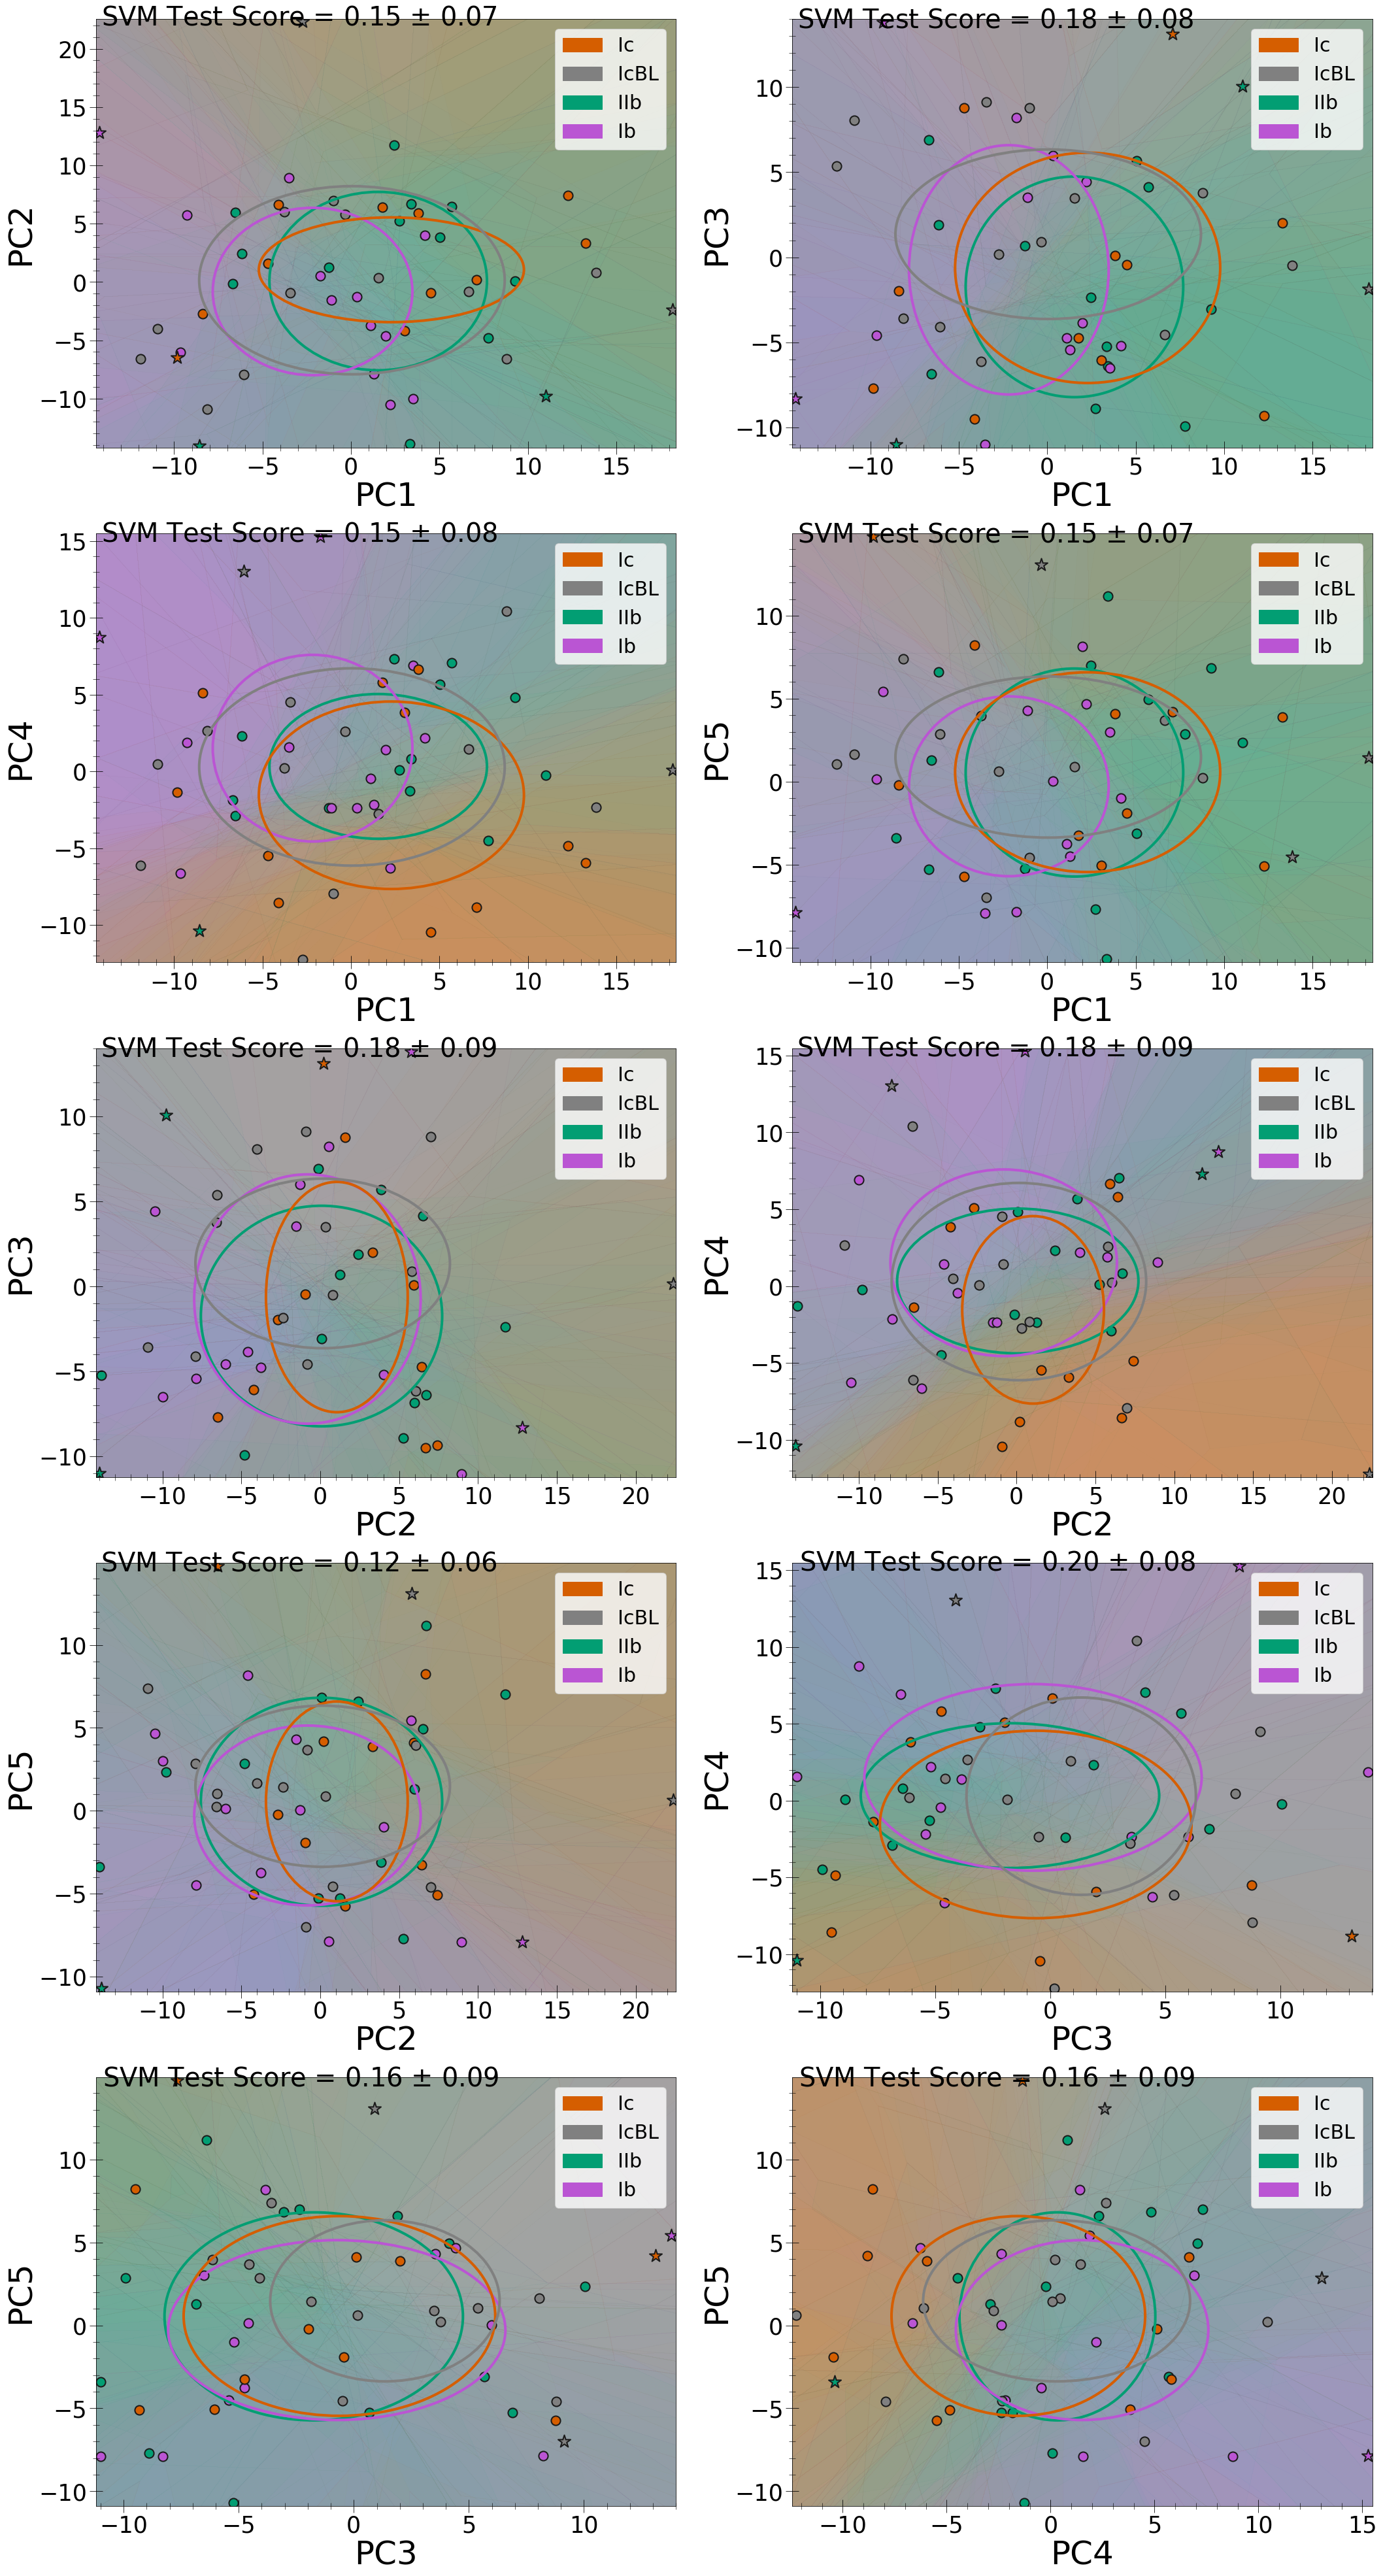 SVM Test Score = 0.15 ± 0.07
Ic
IcBL
IIb
Ib
PC2
20
15
10
5
0
−5
−10
−10 −5 0 5 10 15
PC1
SVM Test Score = 0.18 ± 0.08
Ic
IcBL
IIb
Ib
PC3
10
5
0
−5
−10
−10 −5 0 5 10 15
PC1
SVM Test Score = 0.15 ± 0.08
Ic
IcBL
IIb
Ib
PC4
15
10
5
0
−5
−10
−10 −5 0 5 10 15
PC1
SVM Test Score = 0.15 ± 0.07
Ic
IcBL
IIb
Ib
PC5
10
5
0
−5
−10
−10 −5 0 5 10 15
PC1
SVM Test Score = 0.18 ± 0.09
Ic
IcBL
IIb
Ib
PC3
10
5
0
−5
−10
−10 −5 0 5 10 15 20
PC2
SVM Test Score = 0.18 ± 0.09
Ic
IcBL
IIb
Ib
PC4
15
10
5
0
−5
−10
−10 −5 0 5 10 15 20
PC2
SVM Test Score = 0.12 ± 0.06
Ic
IcBL
IIb
Ib
PC5
10
5
0
−5
−10
−10 −5 0 5 10 15 20
PC2
SVM Test Score = 0.20 ± 0.08
Ic
IcBL
IIb
Ib
PC4
15
10
5
0
−5
−10
−10 −5 0 5 10
PC3
SVM Test Score = 0.16 ± 0.09
Ic
IcBL
IIb
Ib
PC5
10
5
0
−5
−10
−10 −5 0 5 10
PC3
SVM Test Score = 0.16 ± 0.09
Ic
IcBL
IIb
Ib
PC5
10
5
0
−5
−10
−10 −5 0 5 10 15
PC4